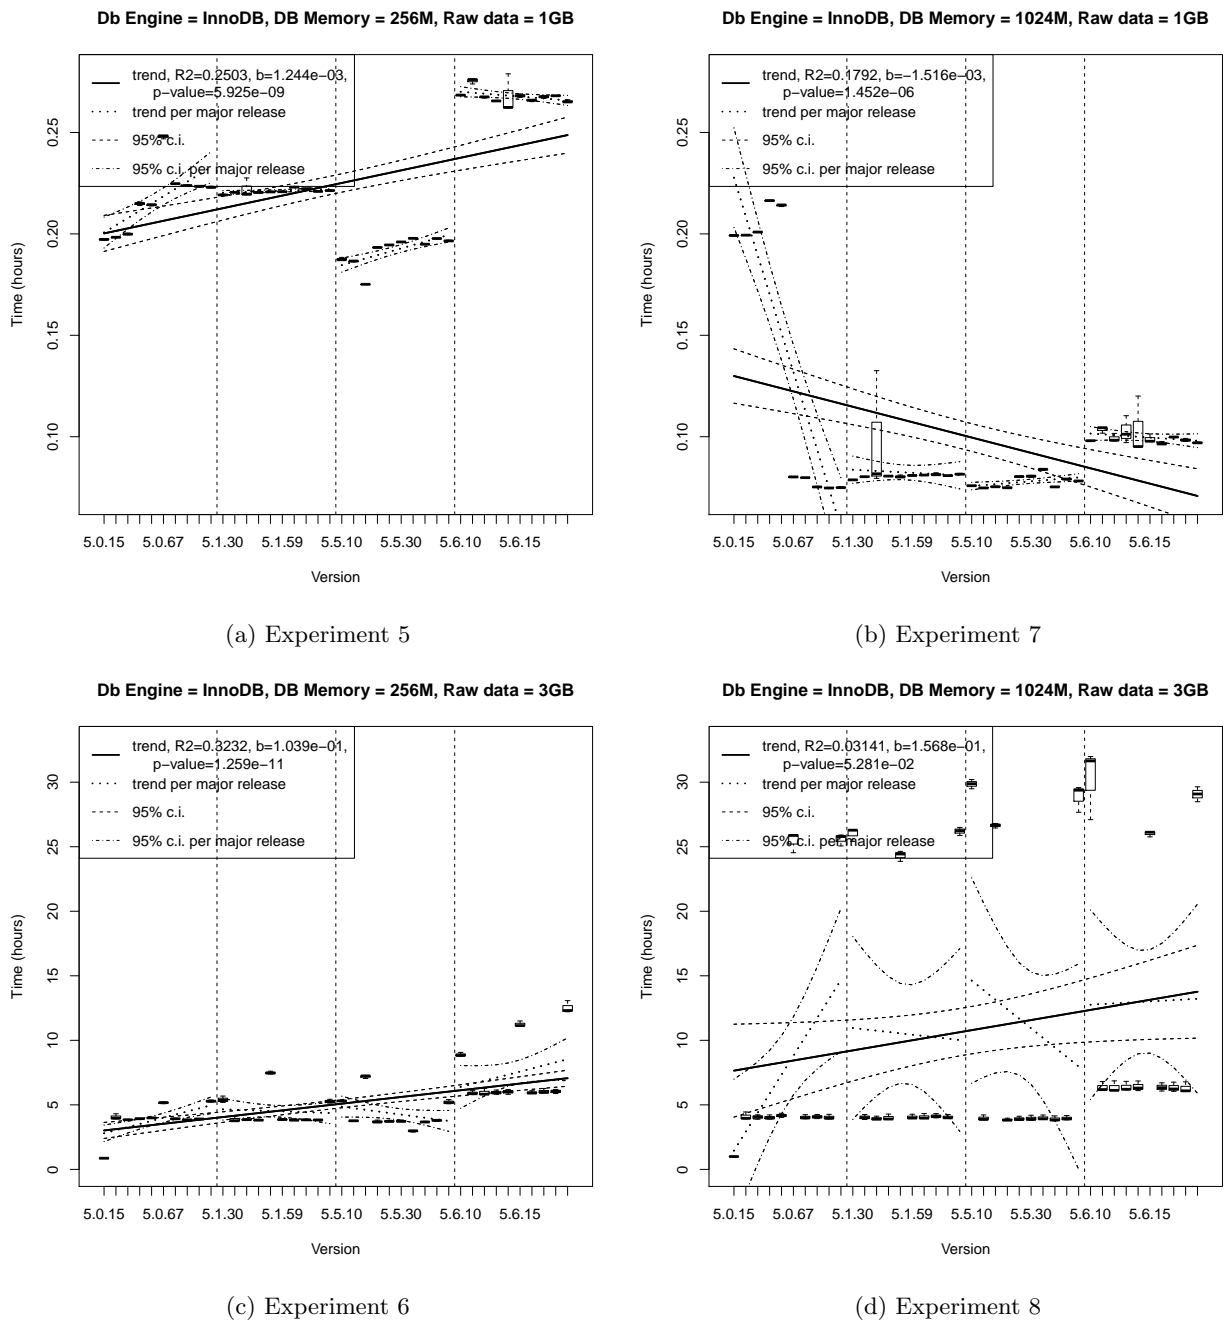 Db Engine = InnoDB, DB Memory = 256M, Raw data = 1GB
trend, R2=0.2503, b=1.244e−03,
p−value=5.925e−09
trend per major release
95% c.i.
95% c.i. per major release
Time (hours)
0.25
0.20
0.15
0.10
5.0.15 5.0.67 5.1.30 5.1.59 5.5.10 5.5.30 5.6.10 5.6.15
Version
(a) Experiment 5
Db Engine = InnoDB, DB Memory = 1024M, Raw data = 1GB
trend, R2=0.1792, b=−1.516e−03,
p−value=1.452e−06
trend per major release
95% c.i.
95% c.i. per major release
Time (hours)
0.25
0.20
0.15
0.10
5.0.15 5.0.67 5.1.30 5.1.59 5.5.10 5.5.30 5.6.10 5.6.15
Version
(b) Experiment 7
Db Engine = InnoDB, DB Memory = 256M, Raw data = 3GB
trend, R2=0.3232, b=1.039e−01,
p−value=1.259e−11
trend per major release
95% c.i.
95% c.i. per major release
Time (hours)
30
25
20
15
10
5
0
5.0.15 5.0.67 5.1.30 5.1.59 5.5.10 5.5.30 5.6.10 5.6.15
Version
(c) Experiment 6
Db Engine = InnoDB, DB Memory = 1024M, Raw data = 3GB
trend, R2=0.03141, b=1.568e−01,
p−value=5.281e−02
trend per major release
95% c.i.
95% c.i. per major release
Time (hours)
30
25
20
15
10
5
0
5.0.15 5.0.67 5.1.30 5.1.59 5.5.10 5.5.30 5.6.10 5.6.15
Version
(d) Experiment 8